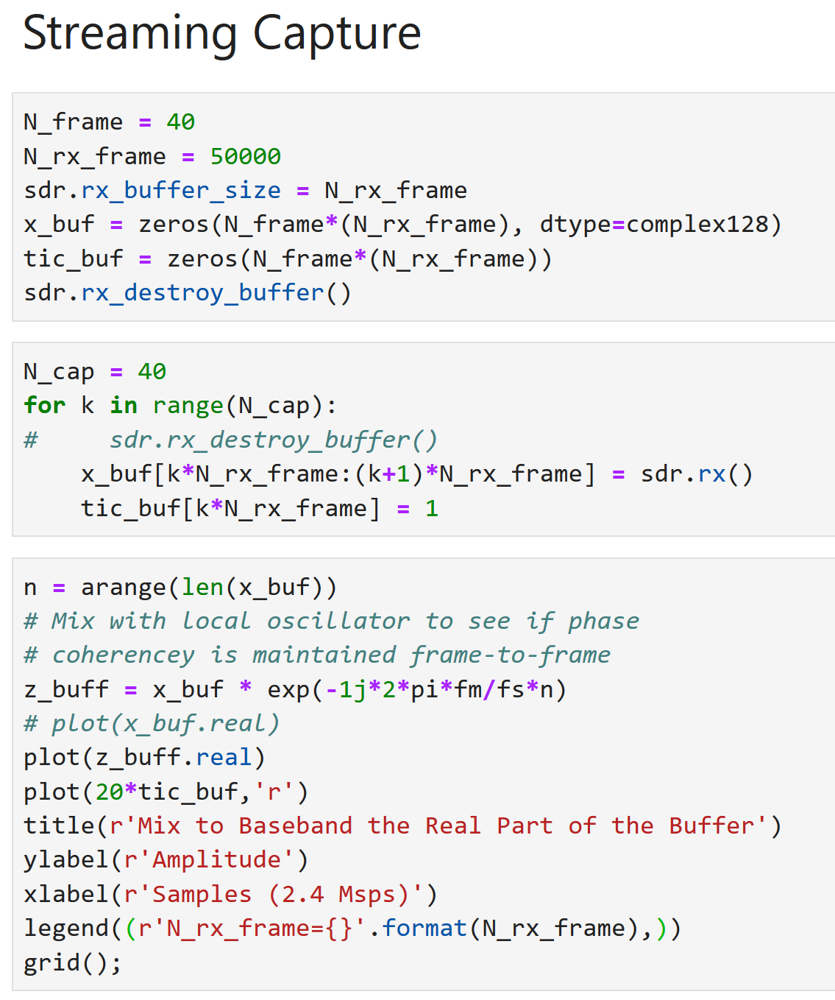 Streaming Capture
N_frame = 40
N_rx_frame = 50000
sdr.rx_buffer_size = N_rx_frame
x_buf = zeros(N_frame*(N_rx_frame), dtype=complex128)
tic_buf = zeros(N_frame*(N_rx_frame))
sdr.rx_destroy_buffer()
N_cap = 40
for k in range(N_cap):
#     sdr.rx_destroy_buffer()
    x_buf[k*N_rx_frame:(k+1)*N_rx_frame] = sdr.rx()
    tic_buf[k*N_rx_frame] = 1
n = arange(len(x_buf))
# Mix with local oscillator to see if phase
# coherencey is maintained frame-to-frame
z_buff = x_buf * exp(-1j*2*pi*fm/fs*n)
# plot(x_buf.real)
plot(z_buff.real)
plot(20*tic_buf,'r')
title(r'Mix to Baseband the Real Part of the Buffer')
ylabel(r'Amplitude')
xlabel(r'Samples (2.4 Msps)')
legend((r'N_rx_frame={}'.format(N_rx_frame),))
grid();